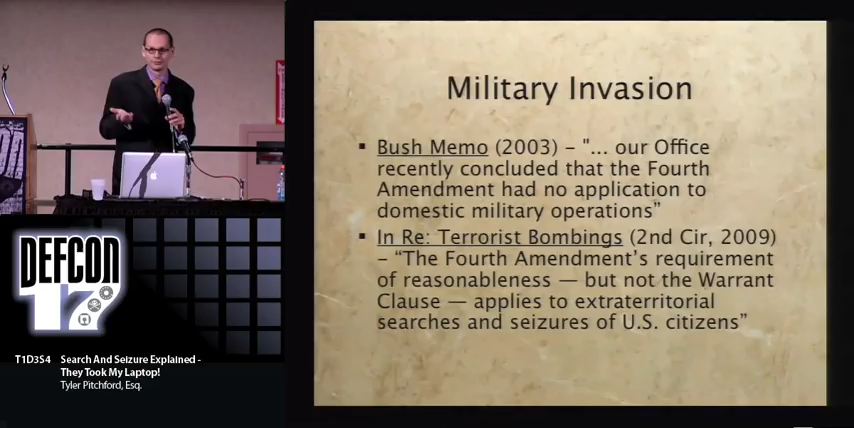 Military Invasion
▪ Bush Memo (2003) – "... our Office
recently concluded that the Fourth
Amendment had no application to
domestic military operations”
▪ In Re: Terrorist Bombings (2nd Cir, 2009)
– “The Fourth Amendment’s requirement
of reasonableness — but not the Warrant
Clause — applies to extraterritorial
searches and seizures of U.S. citizens”
DEFCON
17
T1D3S4 Search And Seizure Explained -
They Took My Laptop!
Tyler Pitchford, Esq.